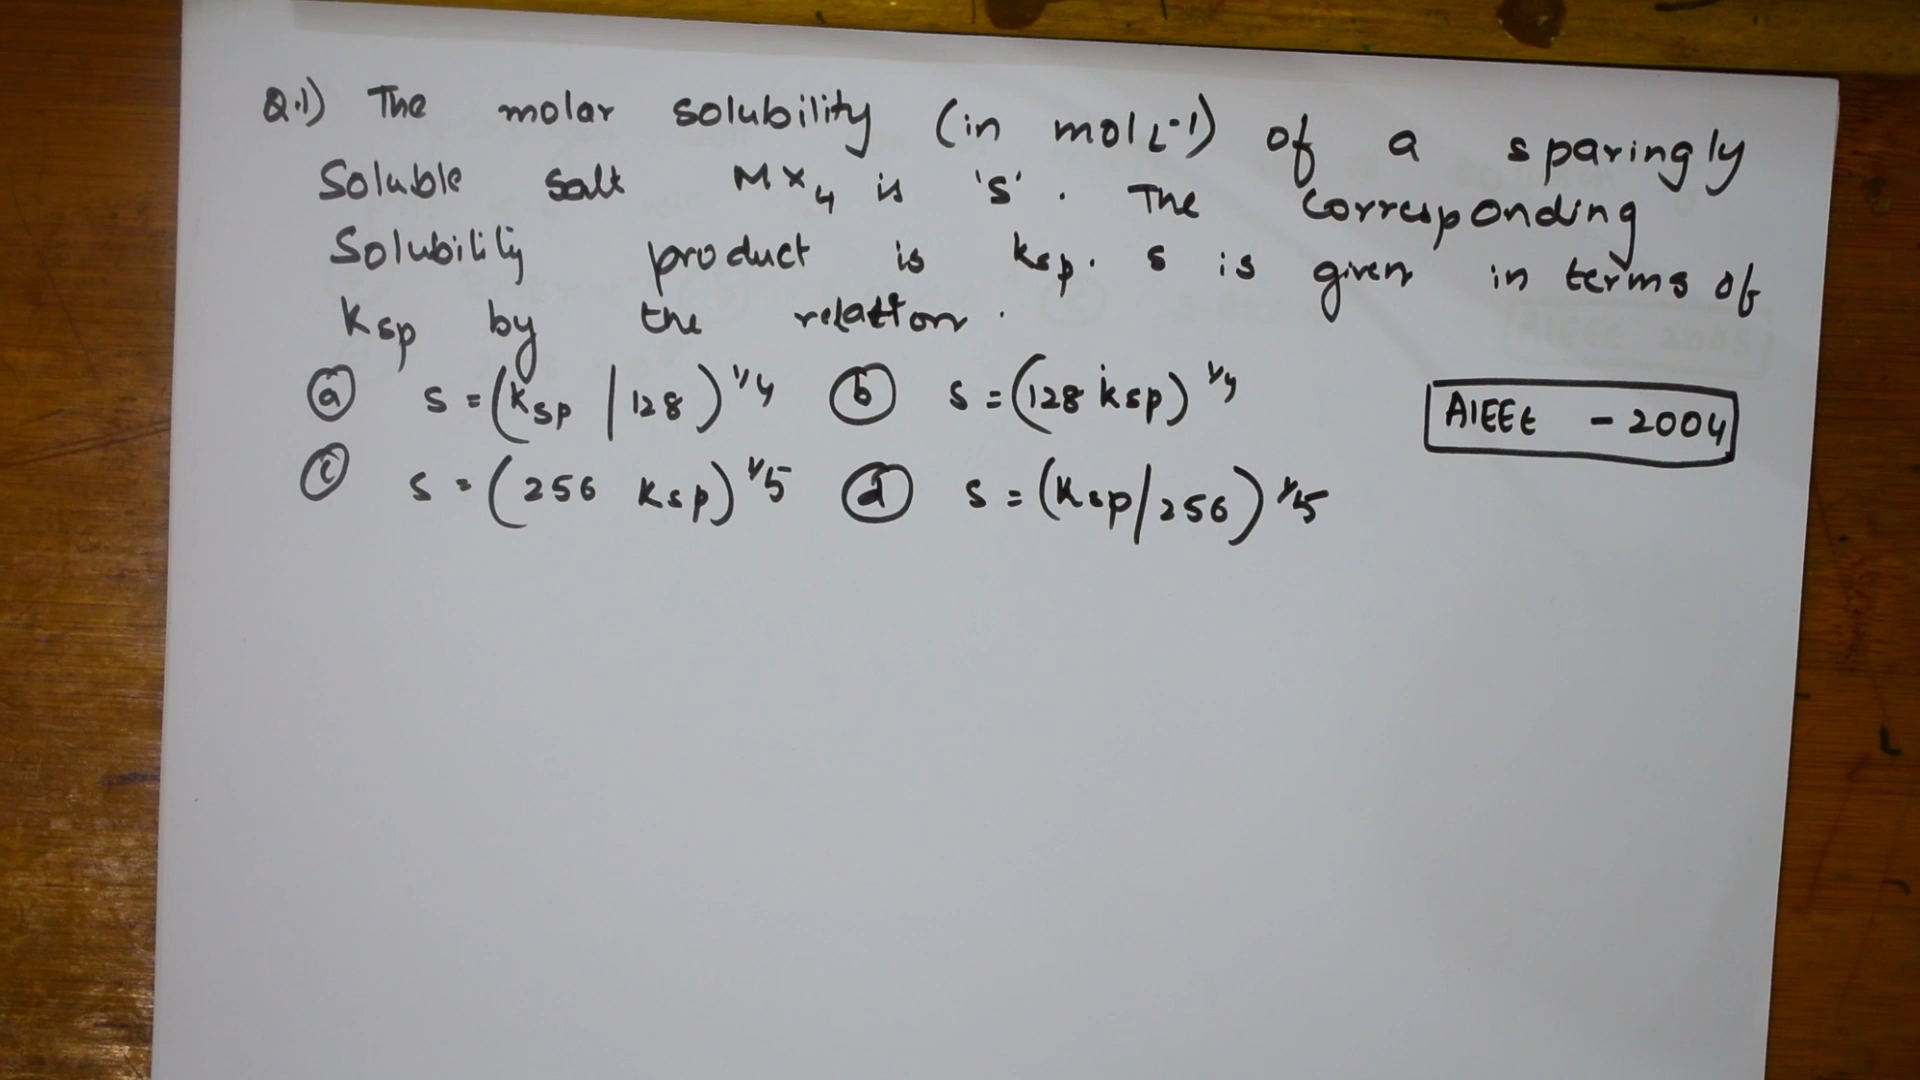 Q.1) The molar solubility (in mol L⁻¹) of a sparingly
Soluble salt MX₄ is 's'. The corresponding
Solubility product is ksp. s is given in terms of
Ksp by the relation.
ⓐ s = (Ksp / 128)^1/4 ⓑ s = (128 ksp)^1/4
AIEEE - 2004
ⓒ s = (256 Ksp)^1/5 ⓓ s = (Ksp/256)^1/5